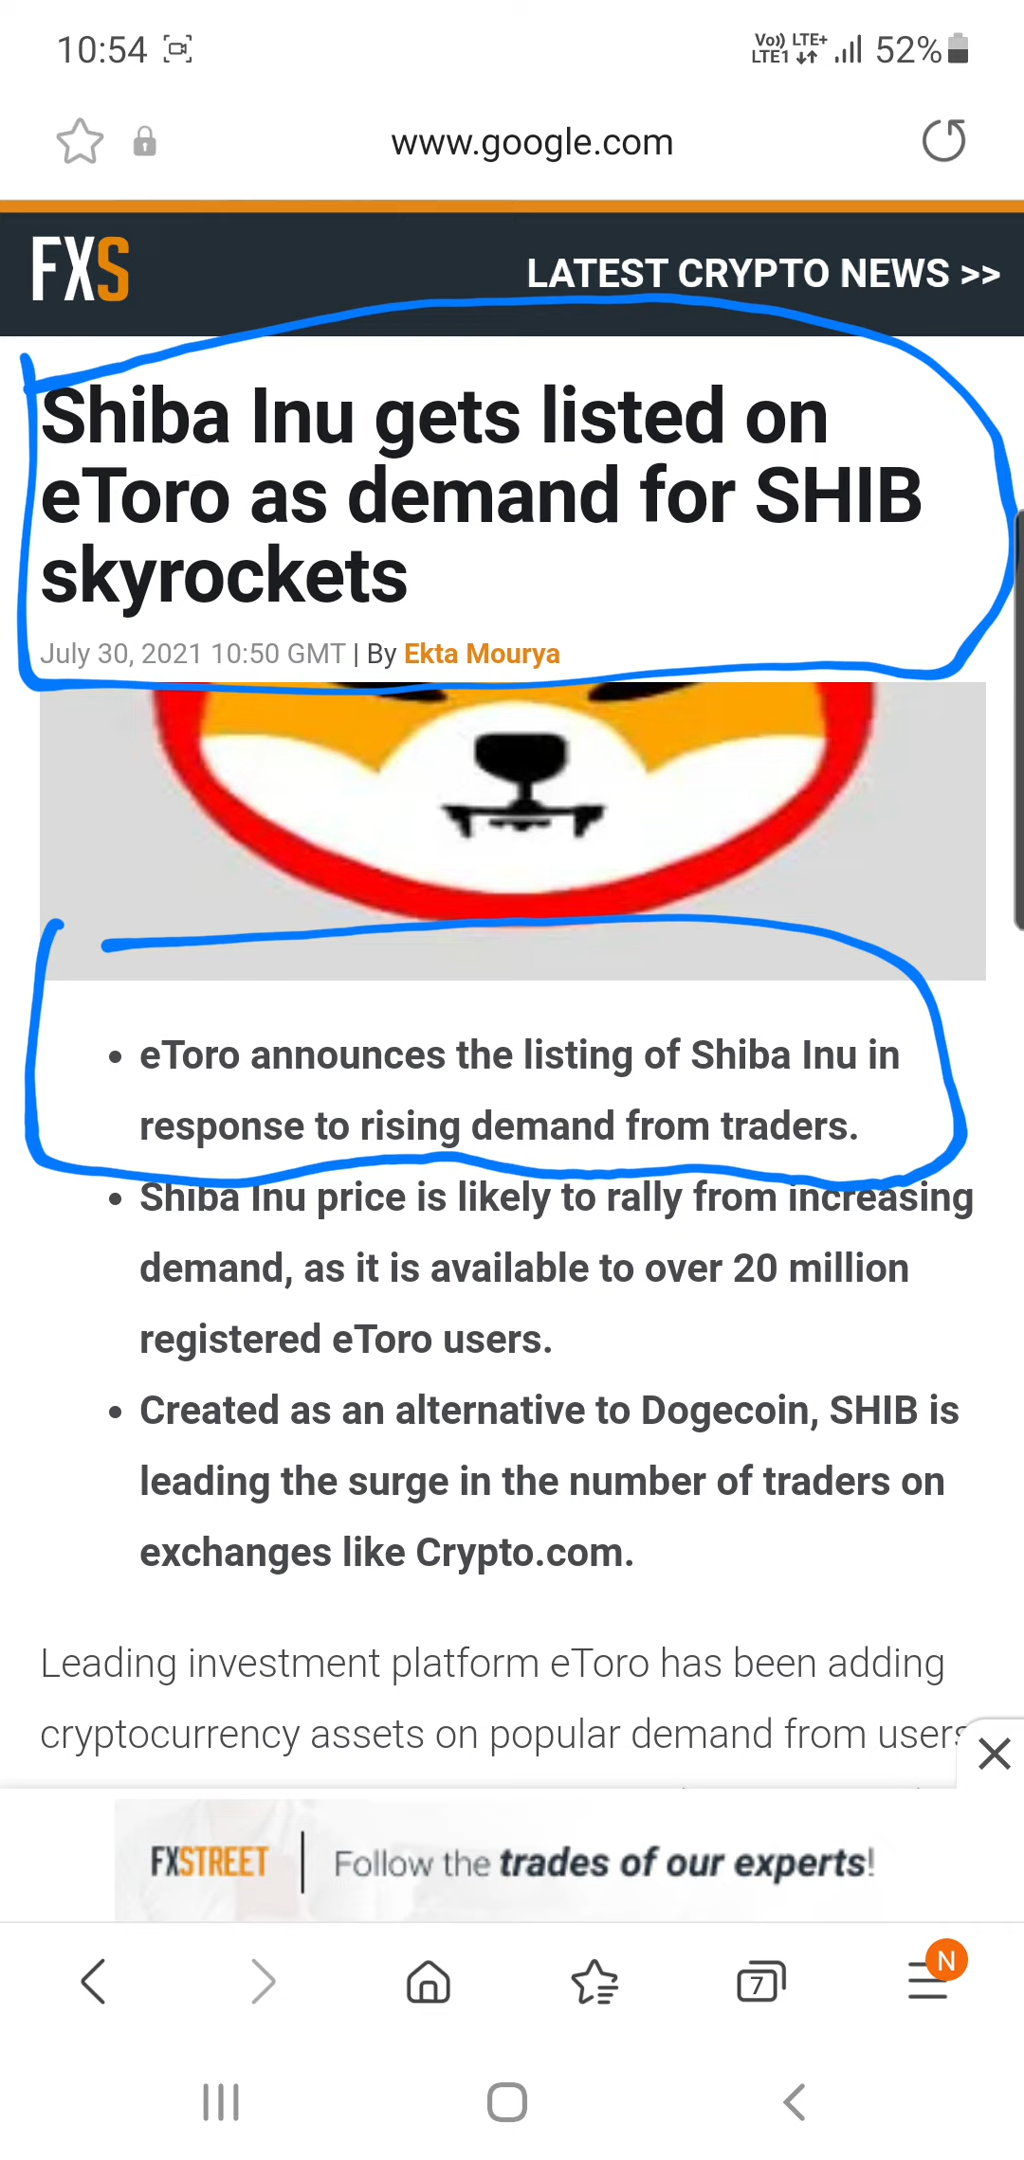 10:54
Vo)) LTE+
LTE1
52%
www.google.com
FXS
LATEST CRYPTO NEWS >>
Shiba Inu gets listed on
eToro as demand for SHIB
skyrockets
July 30, 2021 10:50 GMT | By Ekta Mourya
eToro announces the listing of Shiba Inu in
response to rising demand from traders.
Shiba Inu price is likely to rally from increasing
demand, as it is available to over 20 million
registered eToro users.
Created as an alternative to Dogecoin, SHIB is
leading the surge in the number of traders on
exchanges like Crypto.com.
Leading investment platform eToro has been adding
cryptocurrency assets on popular demand from users
FXSTREET | Follow the trades of our experts!
7
N